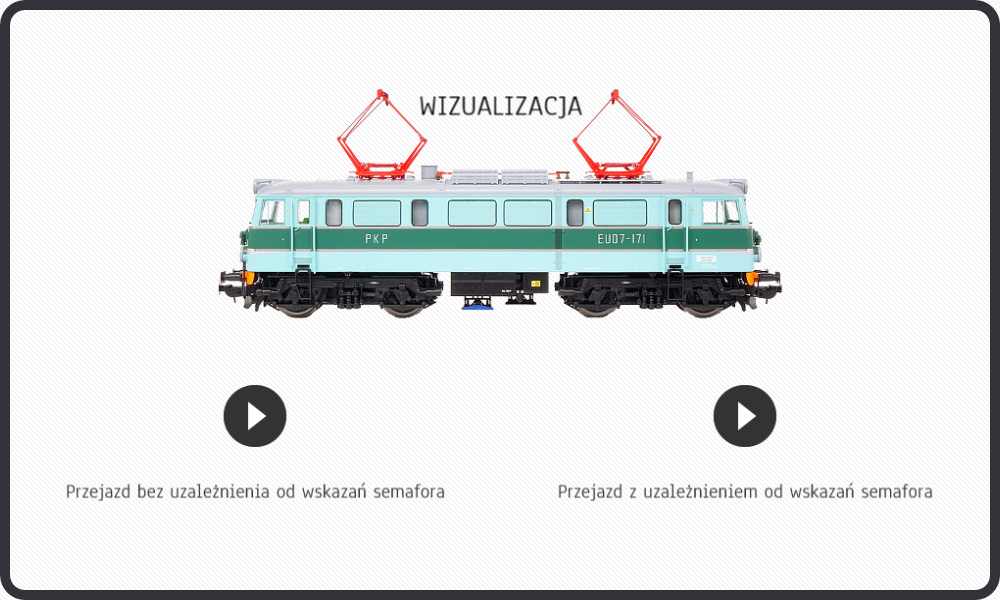 WIZUALIZACJA
PKP EU07-171
Przejazd bez uzależnienia od wskazań semafora
Przejazd z uzależnieniem od wskazań semafora